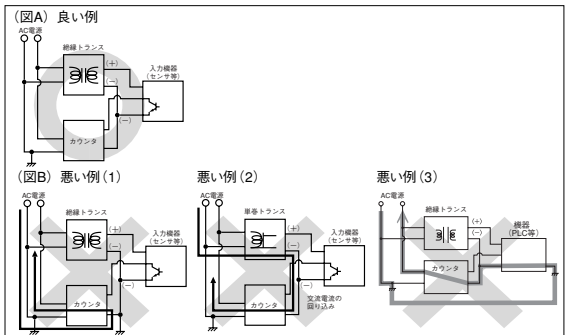 (図A) 良い例
AC電源
絶縁トランス
(+)
(−)
入力機器
(センサ等)
カウンタ
(−)
(図B) 悪い例(1)
AC電源
絶縁トランス
(+)
(−)
入力機器
(センサ等)
カウンタ
(−)
悪い例(2)
AC電源
単巻トランス
(+)
(−)
入力機器
(センサ等)
カウンタ
(−)
交流電流の
回り込み
悪い例(3)
AC電源
絶縁トランス
(+)
(−)
機器
(PLC等)
カウンタ